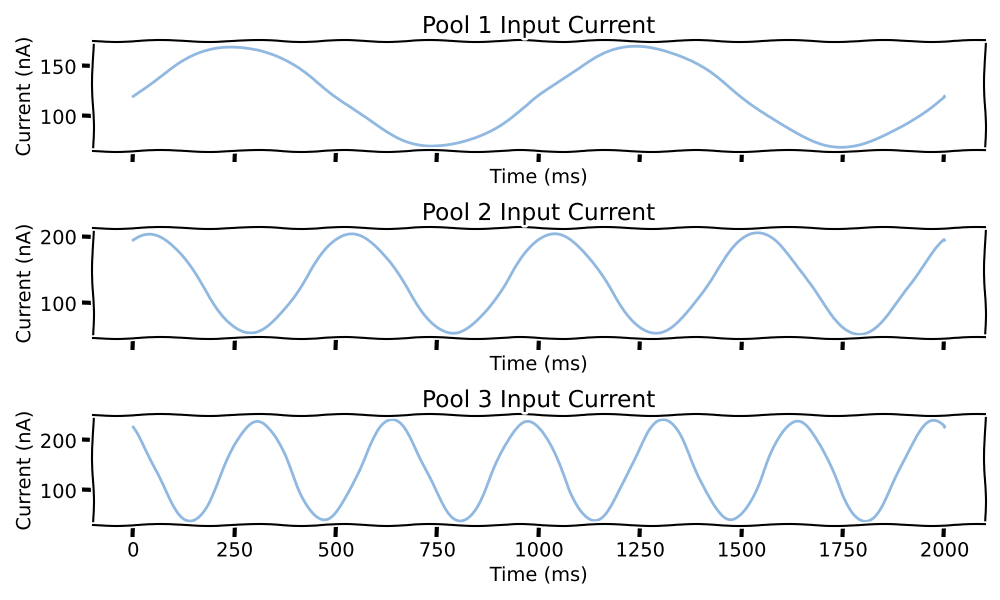 Pool 1 Input Current
Current (nA)
150
100
Time (ms)
Pool 2 Input Current
Current (nA)
200
100
Time (ms)
Pool 3 Input Current
Current (nA)
200
100
0 250 500 750 1000 1250 1500 1750 2000
Time (ms)